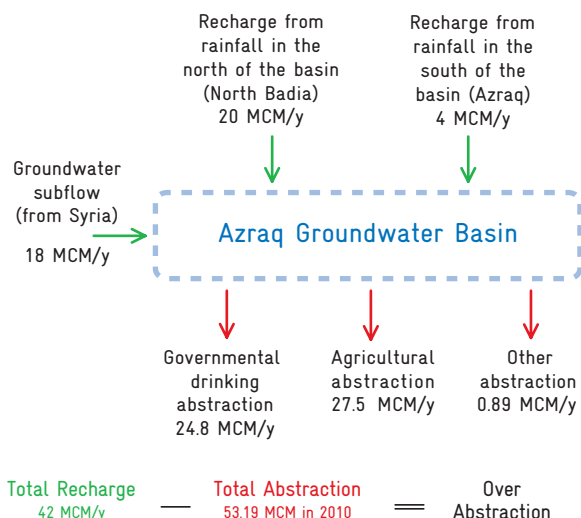 Recharge from
rainfall in the
north of the basin
(North Badia)
20 MCM/y
Recharge from
rainfall in the
south of the
basin (Azraq)
4 MCM/y
Groundwater
subflow
(from Syria)
18 MCM/y
Azraq Groundwater Basin
Governmental
drinking
abstraction
24.8 MCM/y
Agricultural
abstraction
27.5 MCM/y
Other
abstraction
0.89 MCM/y
Total Recharge
42 MCM/y
—
Total Abstraction
53.19 MCM in 2010
=
Over
Abstraction